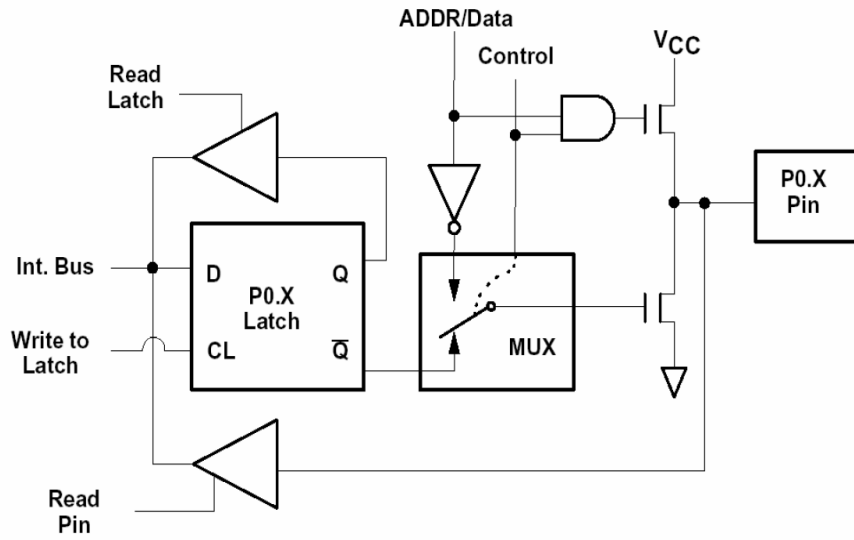 ADDR/Data
Control
VCC
Read
Latch
P0.X
Pin
Int. Bus
D
Q
P0.X
Latch
Write to
Latch
CL
Q̅
MUX
Read
Pin